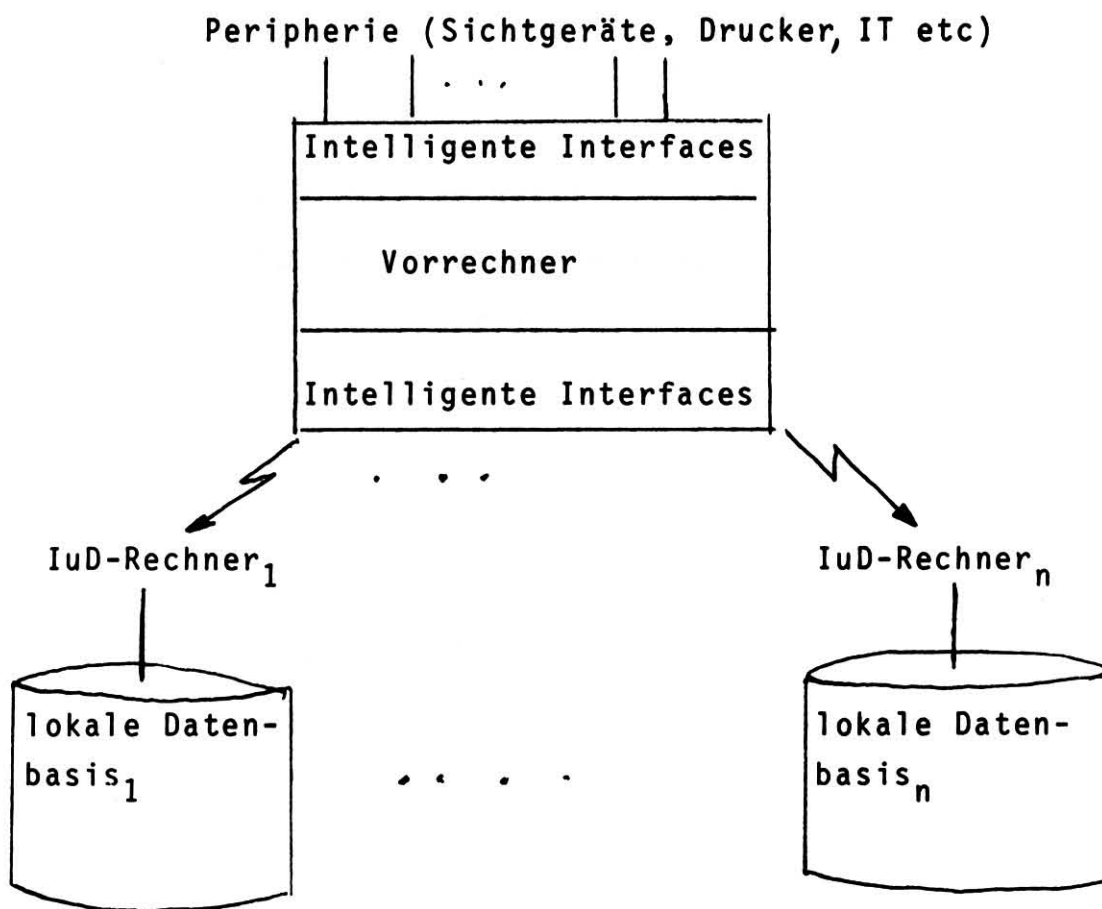 Peripherie (Sichtgeräte, Drucker, IT etc)
Intelligente Interfaces
Vorrechner
Intelligente Interfaces
IuD-Rechner1
IuD-Rechnern
lokale Daten-
basis1
lokale Daten-
basisn